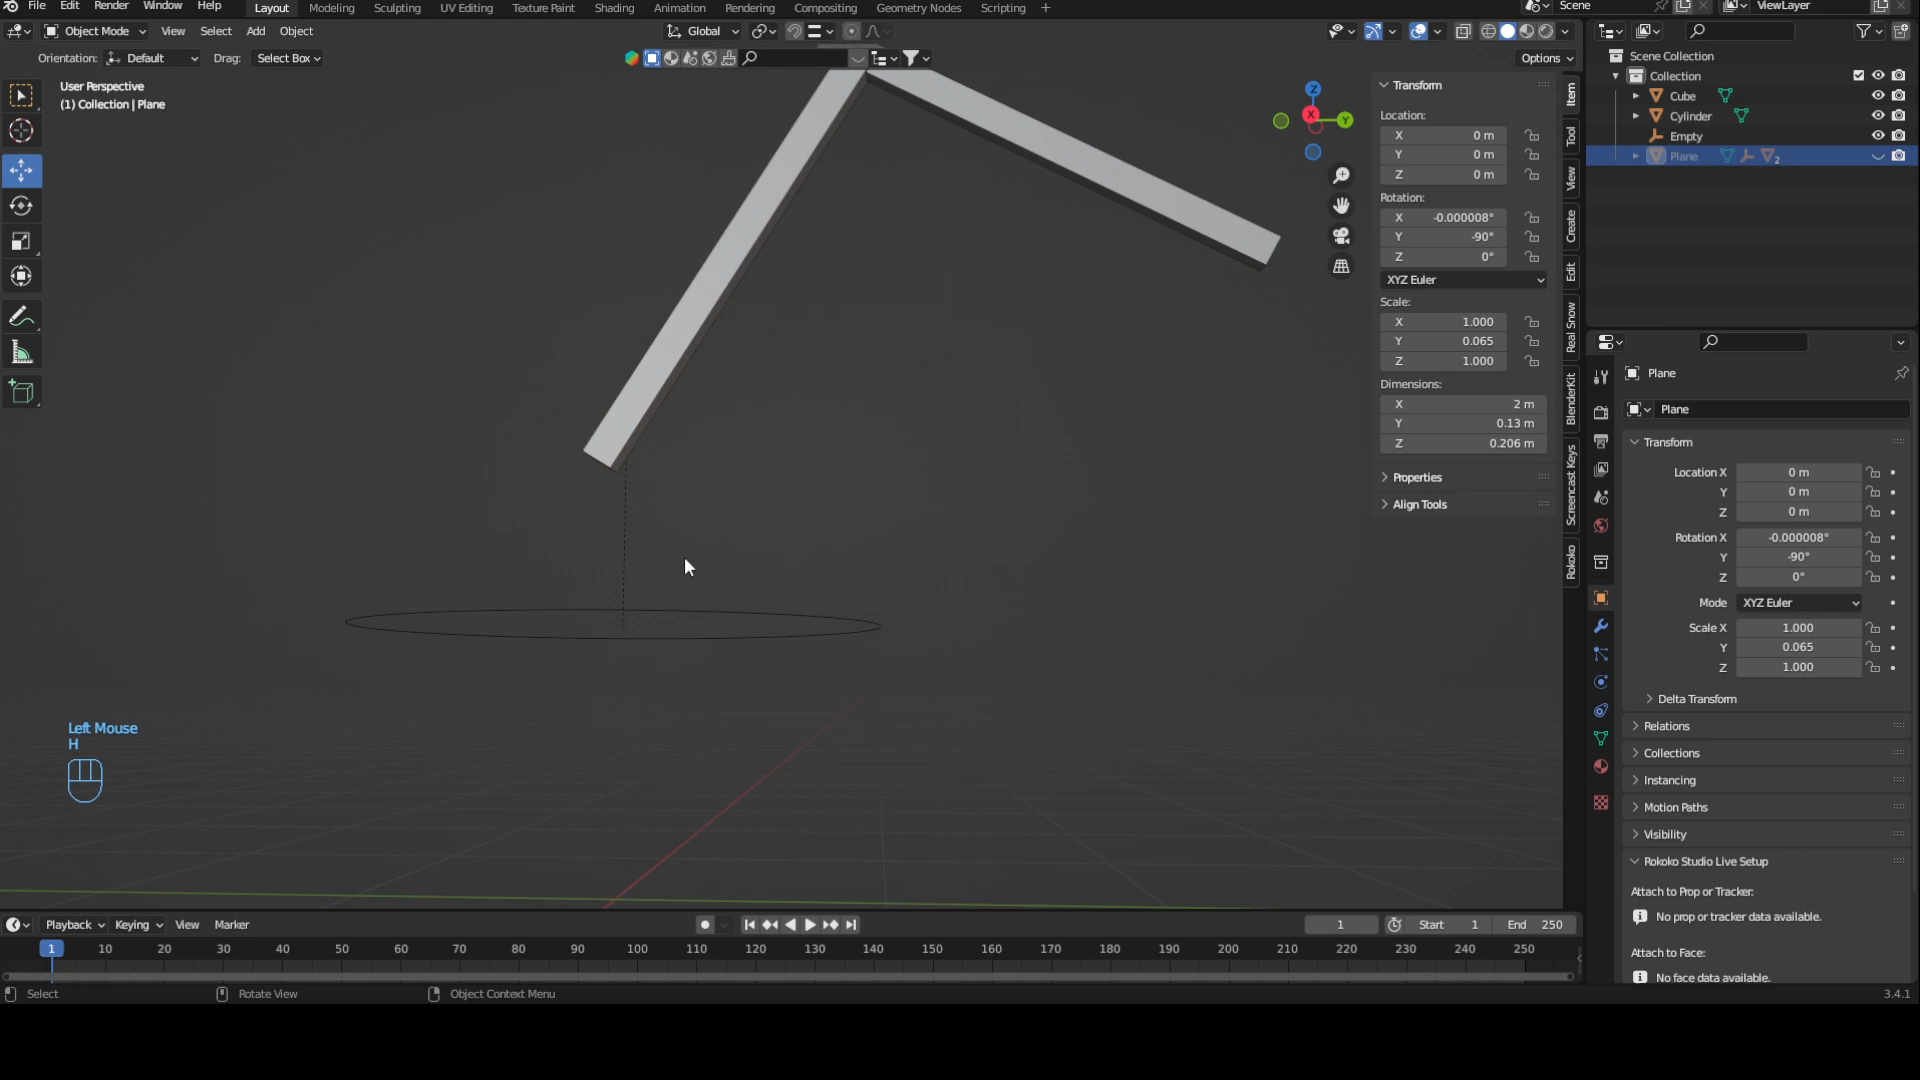 File Edit Render Window Help Layout Modeling Sculpting UV Editing Texture Paint Shading Animation Rendering Compositing Geometry Nodes Scripting + Scene ViewLayer
Object Mode View Select Add Object Global
Orientation: Default Drag: Select Box Options
User Perspective
(1) Collection | Plane
Z
X
Y
Item
Tool
View
Create
Edit
Real Snow
BlenderKit
Screencast Keys
Rokoko
Transform
Location:
X 0 m
Y 0 m
Z 0 m
Rotation:
X -0.000008°
Y -90°
Z 0°
XYZ Euler
Scale:
X 1.000
Y 0.065
Z 1.000
Dimensions:
X 2 m
Y 0.13 m
Z 0.206 m
Properties
Align Tools
Scene Collection
Collection
Cube
Cylinder
Empty
Plane 2
Plane
Plane
Transform
Location X 0 m
Y 0 m
Z 0 m
Rotation X -0.000008°
Y -90°
Z 0°
Mode XYZ Euler
Scale X 1.000
Y 0.065
Z 1.000
Delta Transform
Relations
Collections
Instancing
Motion Paths
Visibility
Rokoko Studio Live Setup
Attach to Prop or Tracker:
No prop or tracker data available.
Attach to Face:
No face data available.
Left Mouse
H
Playback Keying View Marker 1 Start 1 End 250
1 10 20 30 40 50 60 70 80 90 100 110 120 130 140 150 160 170 180 190 200 210 220 230 240 250
Select Rotate View Object Context Menu 3.4.1